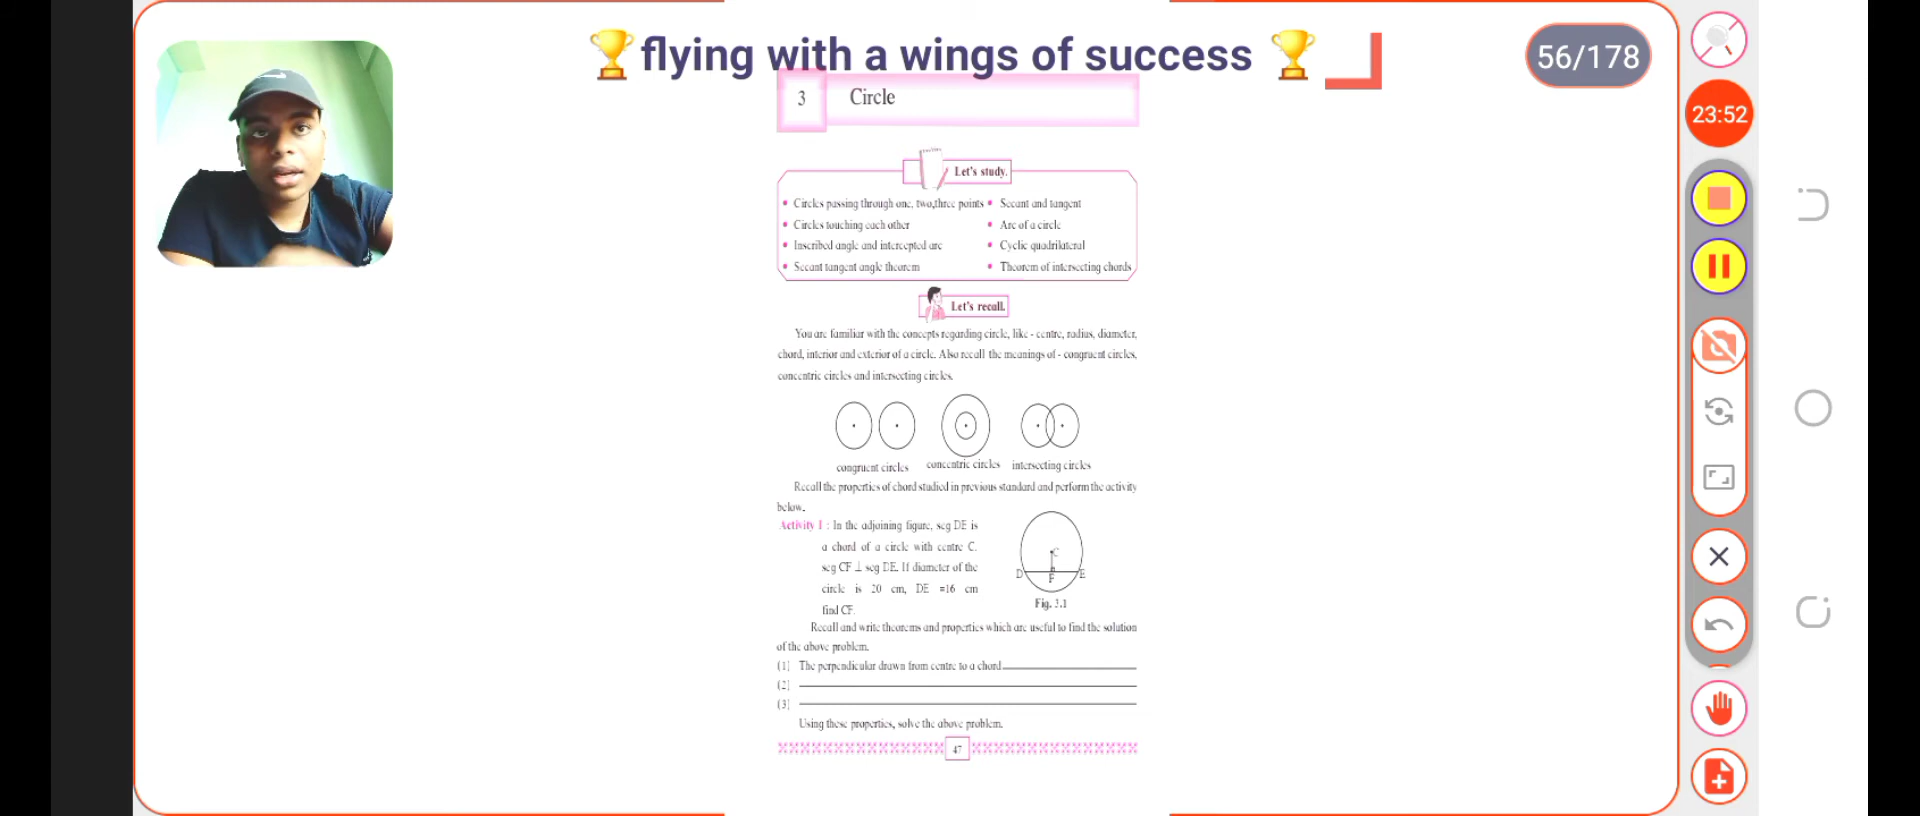 🏆flying with a wings of success 🏆
56/178
23:52
3 Circle
Let's study.
• Circles passing through one, two,three points • Secant and tangent
• Circles touching each other • Arc of a circle
• Inscribed angle and intercepted arc • Cyclic quadrilateral
• Secant tangent angle theorem • Theorem of intersecting chords
Let's recall.
You are familiar with the concepts regarding circle, like - centre, radius, diameter,
chord, interior and exterior of a circle. Also recall the meanings of - congruent circles,
concentric circles and intersecting circles.
congruent circles concentric circles intersecting circles
Recall the properties of chord studied in previous standard and perform the activity
below.
Activity I : In the adjoining figure, seg DE is
a chord of a circle with centre C.
seg CF ⊥ seg DE. If diameter of the
circle is 20 cm, DE =16 cm
find CF.
C
D F E
Fig. 3.1
Recall and write theorems and properties which are useful to find the solution
of the above problem.
(1) The perpendicular drawn from centre to a chord
(2)
(3)
Using these properties, solve the above problem.
47